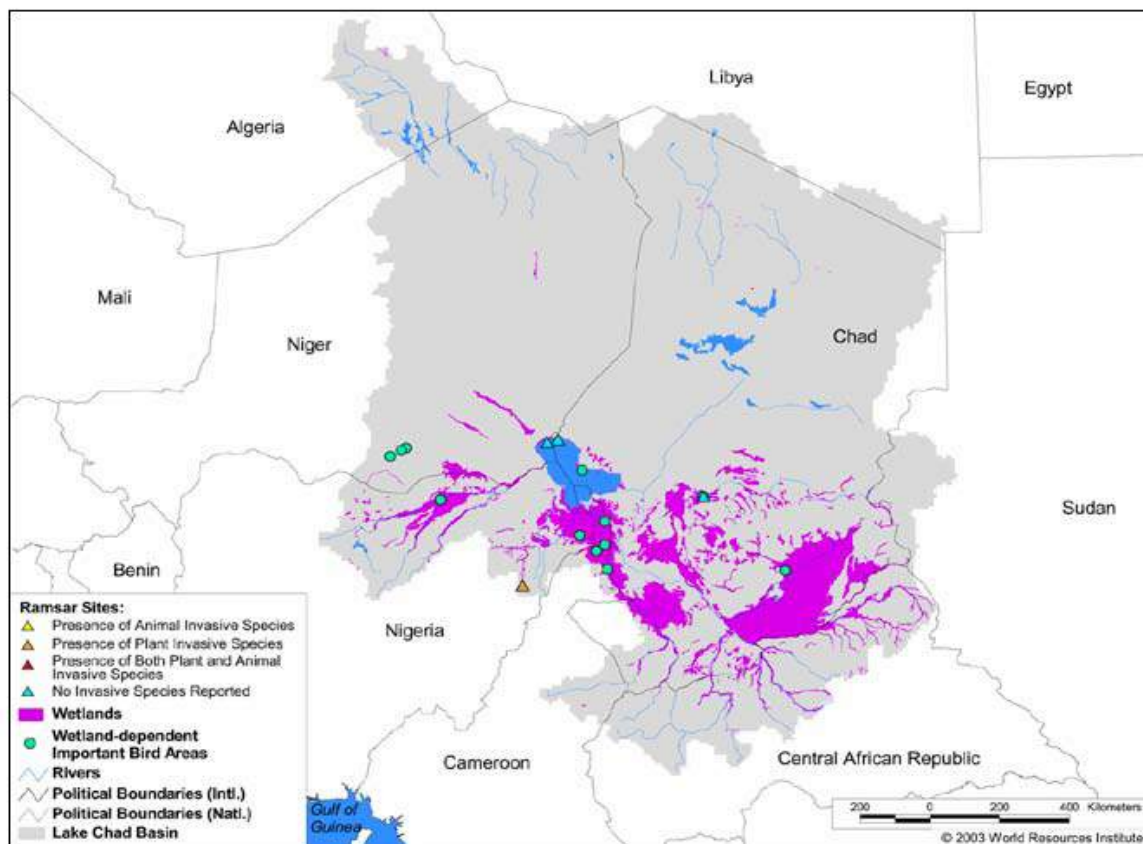 Libya
Egypt
Algeria
Mali
Niger
Chad
Sudan
Benin
Nigeria
Cameroon
Central African Republic
Gulf of
Guinea
Ramsar Sites:
Presence of Animal Invasive Species
Presence of Plant Invasive Species
Presence of Both Plant and Animal
Invasive Species
No Invasive Species Reported
Wetlands
Wetland-dependent
Important Bird Areas
Rivers
Political Boundaries (Intl.)
Political Boundaries (Natl.)
Lake Chad Basin
200 0 200 400 Kilometers
© 2003 World Resources Institute